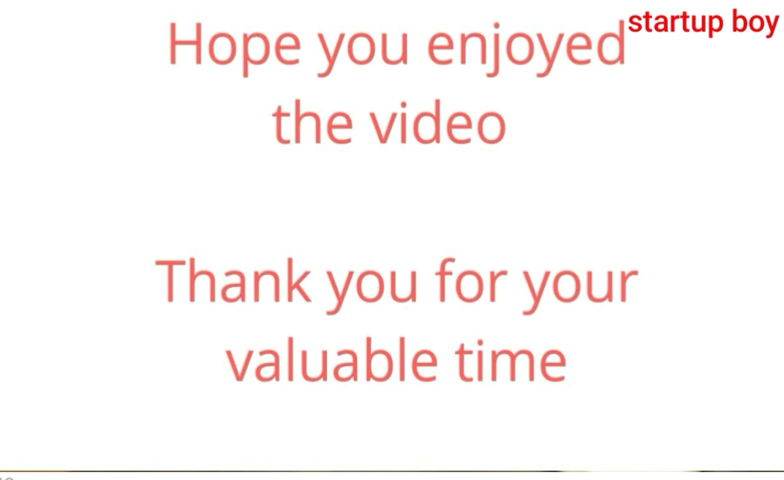 startup boy
Hope you enjoyed
the video
Thank you for your
valuable time